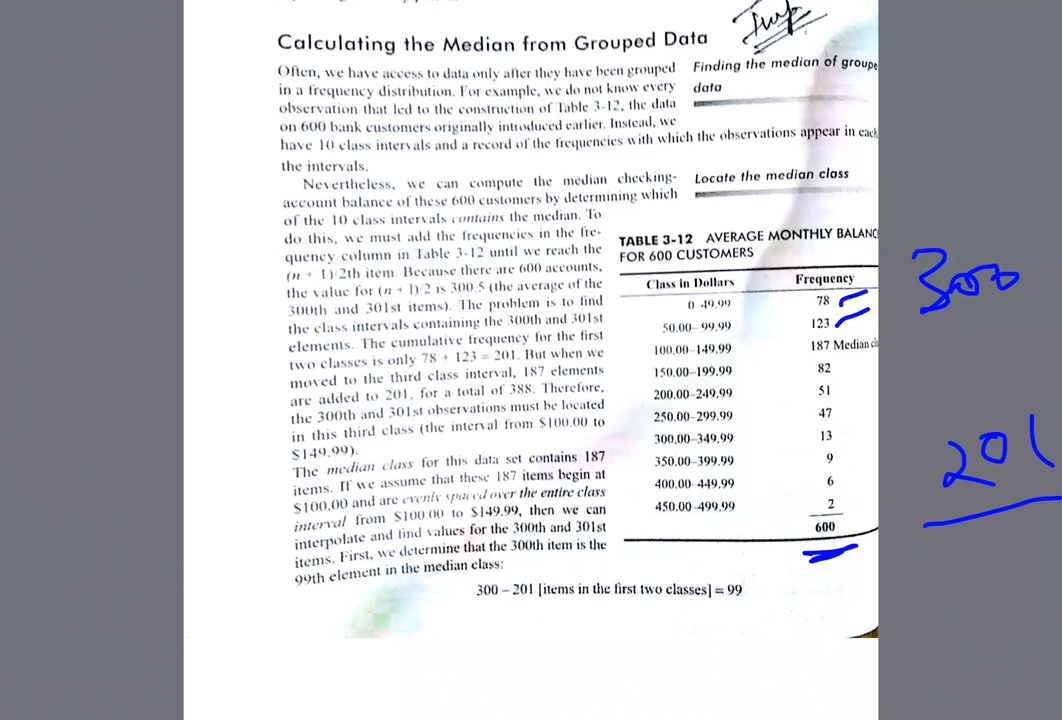 Imp
Calculating the Median from Grouped Data
Often, we have access to data only after they have been grouped
in a frequency distribution. For example, we do not know every
observation that led to the construction of Table 3-12, the data
on 600 bank customers originally introduced earlier. Instead, we
have 10 class intervals and a record of the frequencies with which the observations appear in each
the intervals.
Finding the median of groupe
data
Nevertheless, we can compute the median checking-
account balance of these 600 customers by determining which
of the 10 class intervals contains the median. To
do this, we must add the frequencies in the fre-
quency column in Table 3-12 until we reach the
(n + 1)/2th item. Because there are 600 accounts,
the value for (n + 1)/2 is 300.5 (the average of the
300th and 301st items). The problem is to find
the class intervals containing the 300th and 301st
elements. The cumulative frequency for the first
two classes is only 78 + 123 = 201. But when we
moved to the third class interval, 187 elements
are added to 201, for a total of 388. Therefore,
the 300th and 301st observations must be located
in this third class (the interval from $100.00 to
$149.99).
The median class for this data set contains 187
items. If we assume that these 187 items begin at
$100.00 and are evenly spaced over the entire class
interval from $100.00 to $149.99, then we can
interpolate and find values for the 300th and 301st
items. First, we determine that the 300th item is the
99th element in the median class:
300 – 201 [items in the first two classes] = 99
Locate the median class
TABLE 3-12 AVERAGE MONTHLY BALANC
FOR 600 CUSTOMERS
Class in Dollars Frequency
0–49.99 78
50.00–99.99 123
100.00–149.99 187 Median cl
150.00–199.99 82
200.00–249.99 51
250.00–299.99 47
300.00–349.99 13
350.00–399.99 9
400.00–449.99 6
450.00–499.99 2
600
300
201